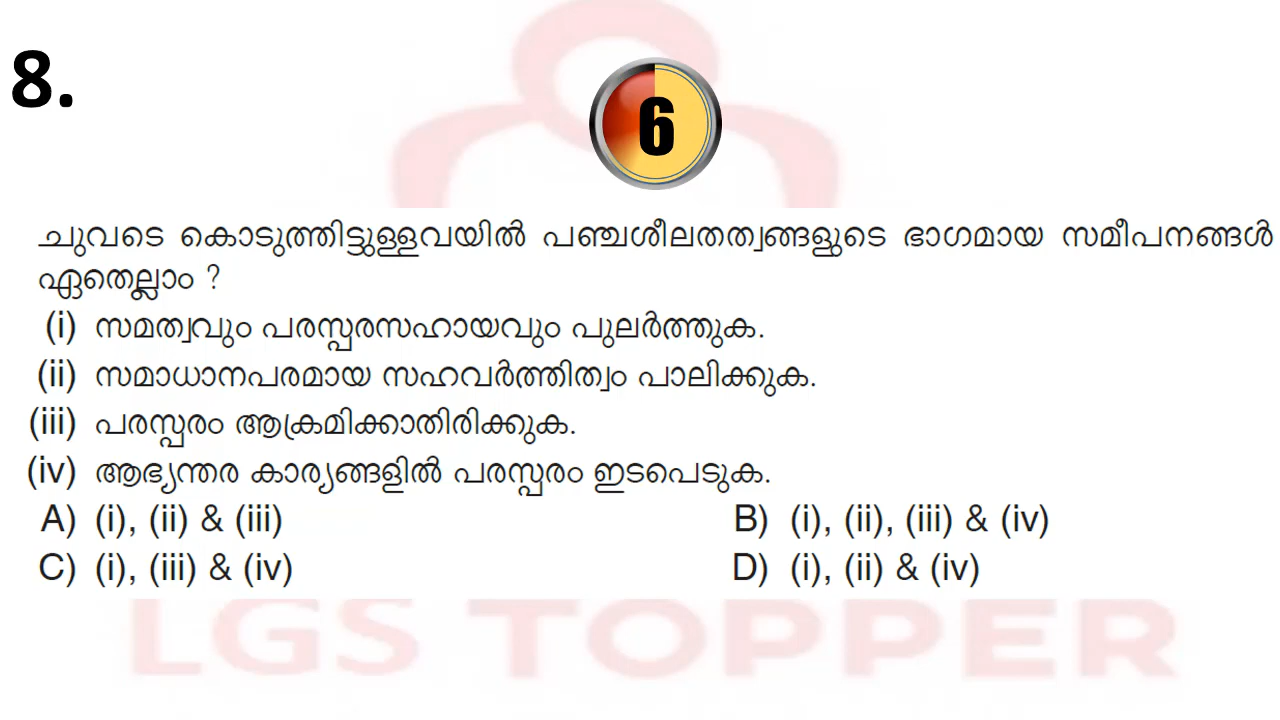 8.
6
ചുവടെ കൊടുത്തിട്ടുള്ളവയിൽ പഞ്ചശീലതത്വങ്ങളുടെ ഭാഗമായ സമീപനങ്ങൾ
ഏതെല്ലാം ?
(i) സമത്വവും പരസ്പരസഹായവും പുലർത്തുക.
(ii) സമാധാനപരമായ സഹവർത്തിത്വം പാലിക്കുക.
(iii) പരസ്പരം ആക്രമിക്കാതിരിക്കുക.
(iv) ആഭ്യന്തര കാര്യങ്ങളിൽ പരസ്പരം ഇടപെടുക.
A) (i), (ii) & (iii) B) (i), (ii), (iii) & (iv)
C) (i), (iii) & (iv) D) (i), (ii) & (iv)
LGS TOPPER